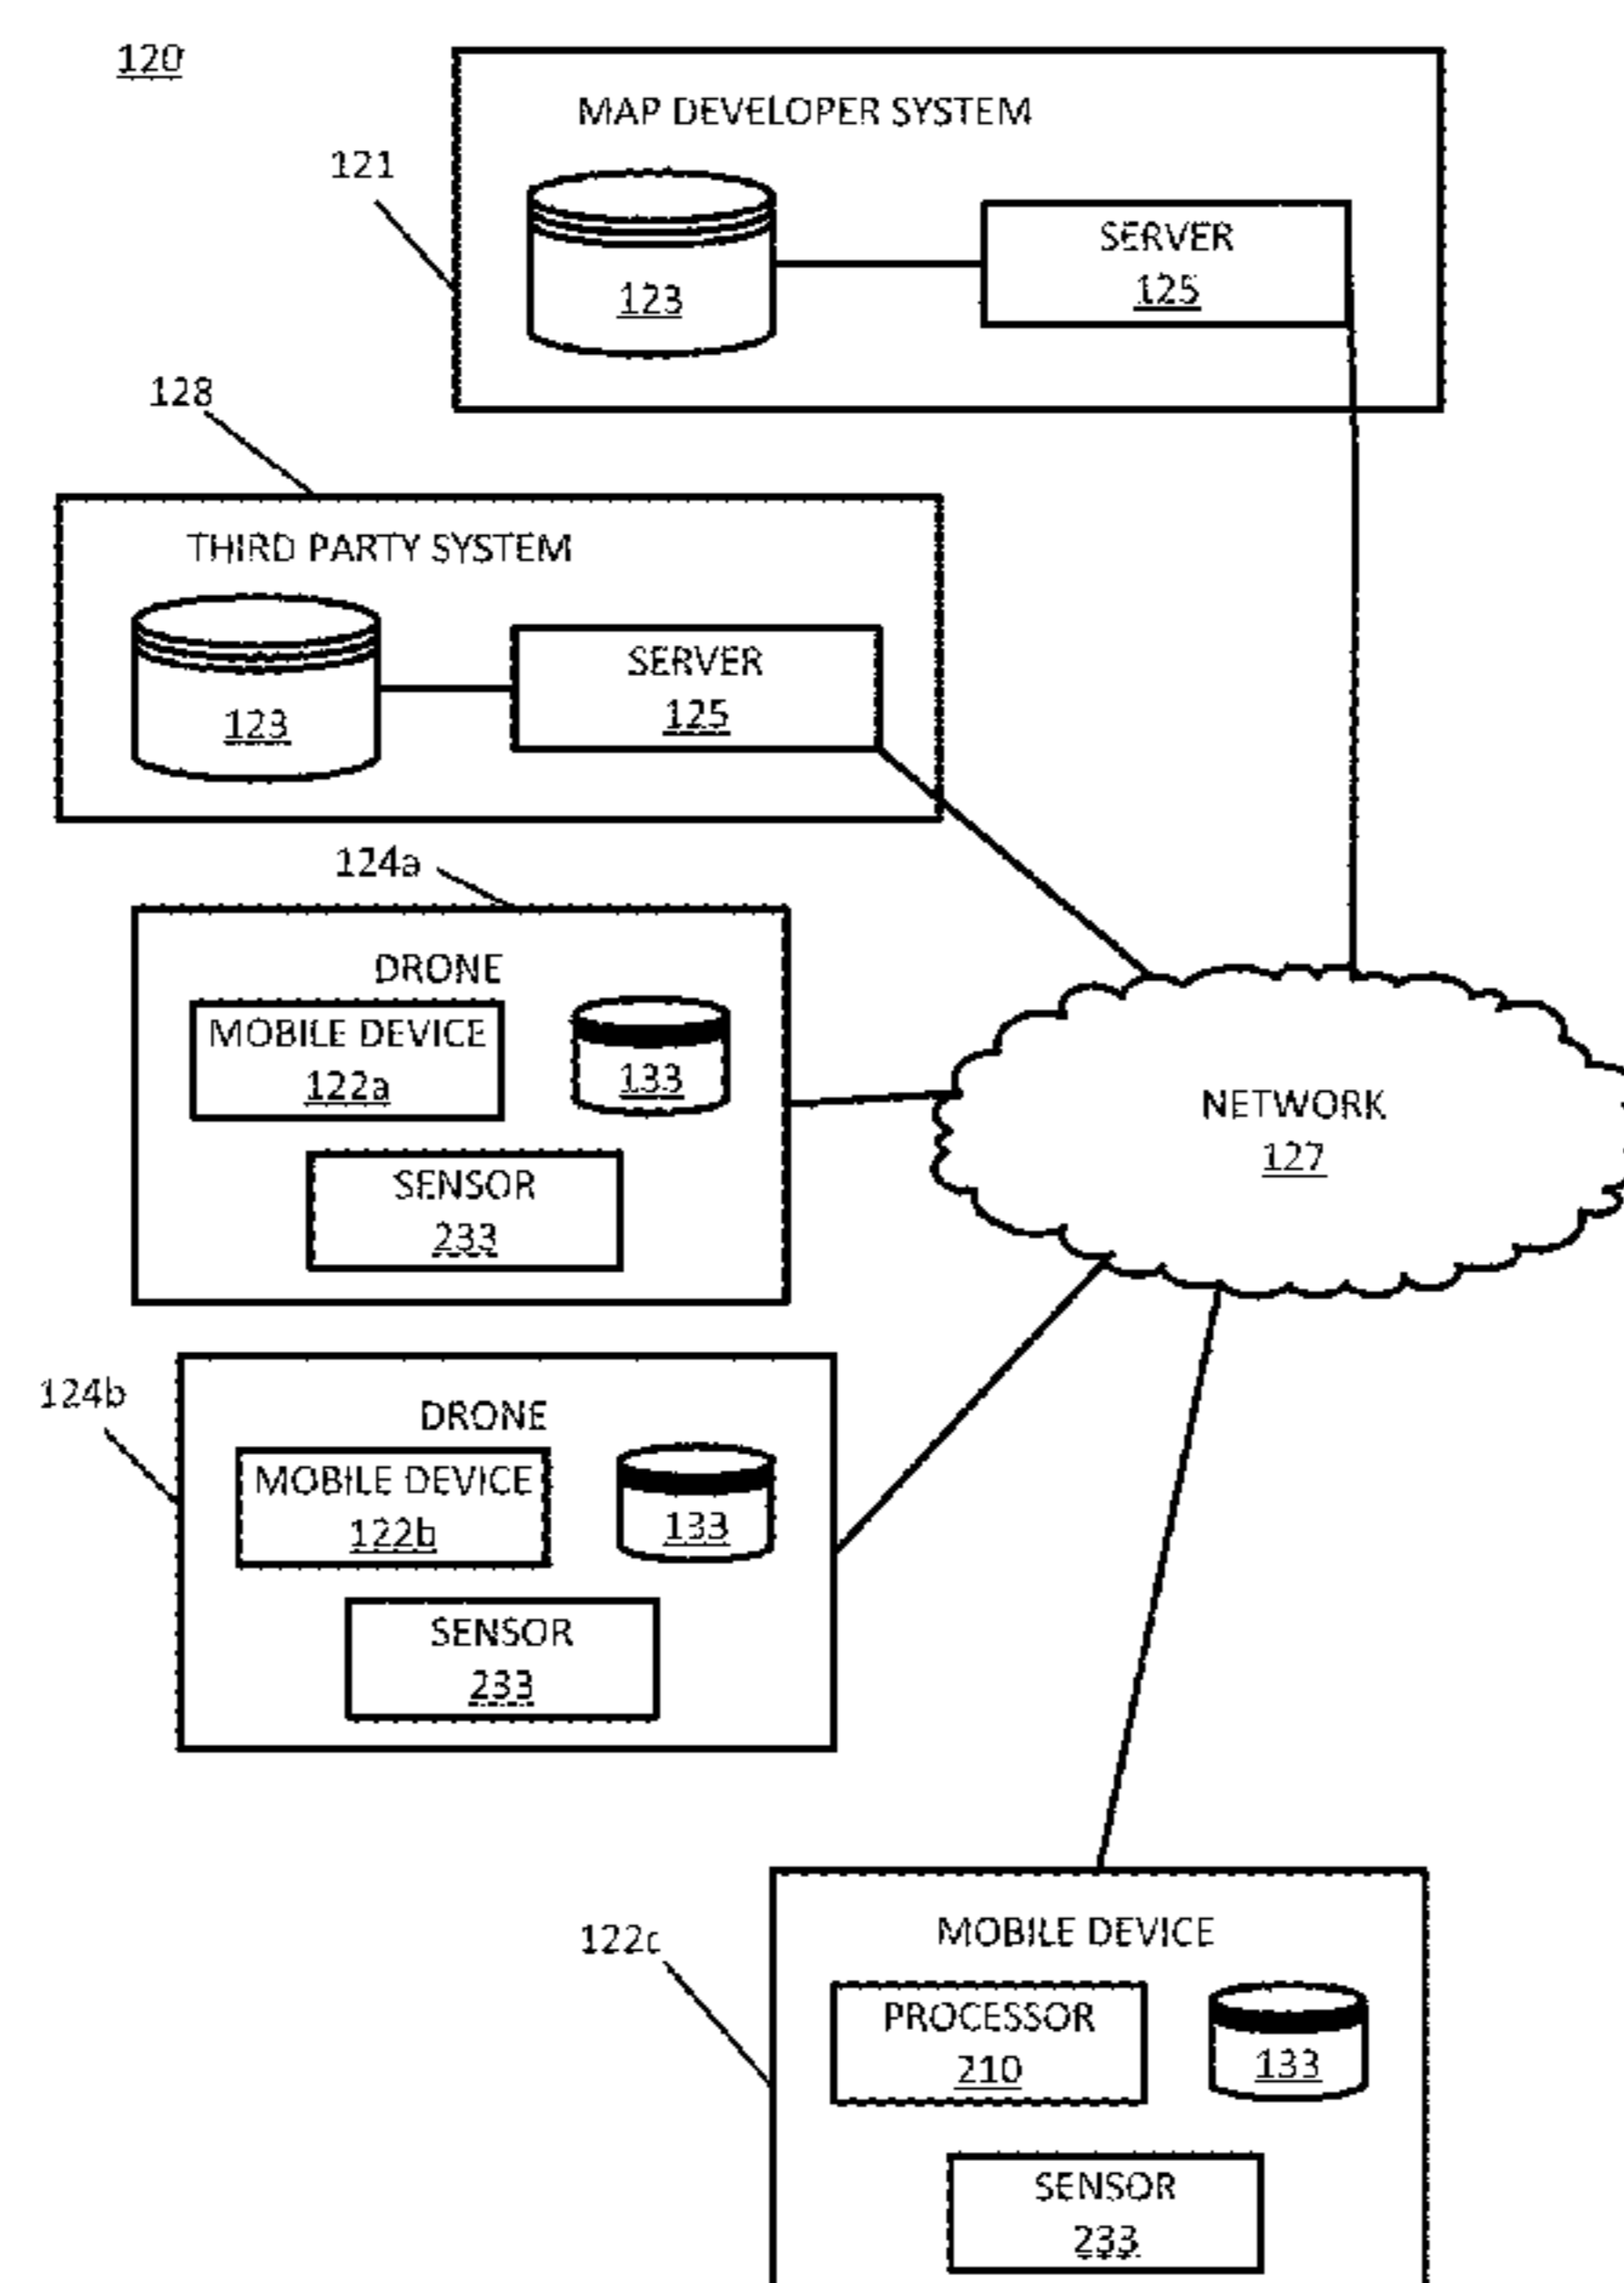 120
MAP DEVELOPER SYSTEM
121
SERVER
125
123
128
THIRD PARTY SYSTEM
SERVER
125
123
124a
DRONE
MOBILE DEVICE
122a
133
SENSOR
233
NETWORK
127
124b
DRONE
MOBILE DEVICE
122b
133
SENSOR
233
122c
MOBILE DEVICE
PROCESSOR
210
133
SENSOR
233